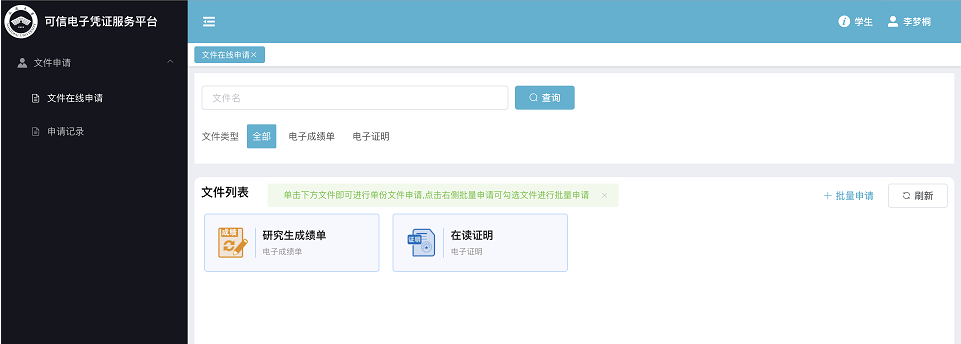 可信电子凭证服务平台
学生 李梦桐
文件申请
文件在线申请
申请记录
文件在线申请×
文件名
查询
文件类型 全部 电子成绩单 电子证明
文件列表 单击下方文件即可进行单份文件申请,点击右侧批量申请可勾选文件进行批量申请 × + 批量申请 刷新
成绩 研究生成绩单
电子成绩单
证明 在读证明
电子证明